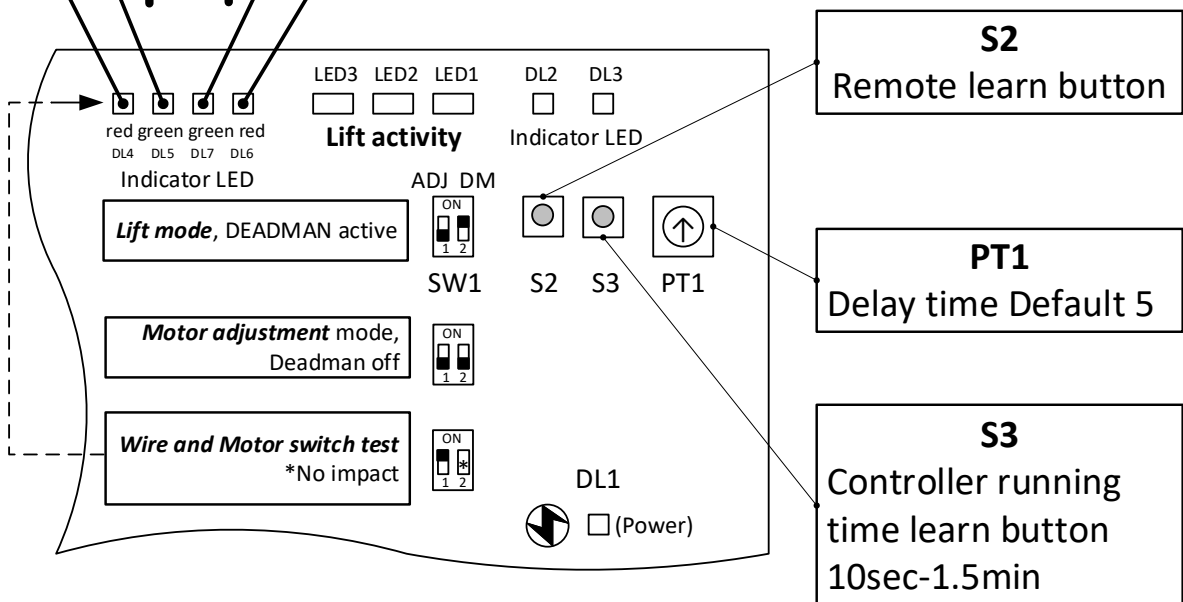 S2
Remote learn button
LED3 LED2 LED1
DL2 DL3
red green green red
DL4 DL5 DL7 DL6
Indicator LED
Lift activity
Indicator LED
ADJ DM
Lift mode, DEADMAN active
ON
1 2
SW1 S2 S3 PT1
PT1
Delay time Default 5
Motor adjustment mode,
Deadman off
ON
1 2
Wire and Motor switch test
*No impact
ON
*
1 2
DL1
(Power)
S3
Controller running
time learn button
10sec-1.5min